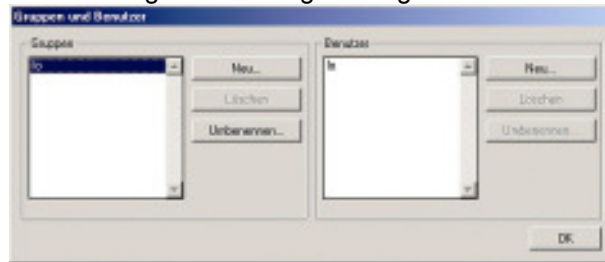 Gruppen und Benutzer
Gruppen
Benutzer
Neu...
Löschen
Umbenennen...
Neu...
Löschen
Umbenennen...
OK